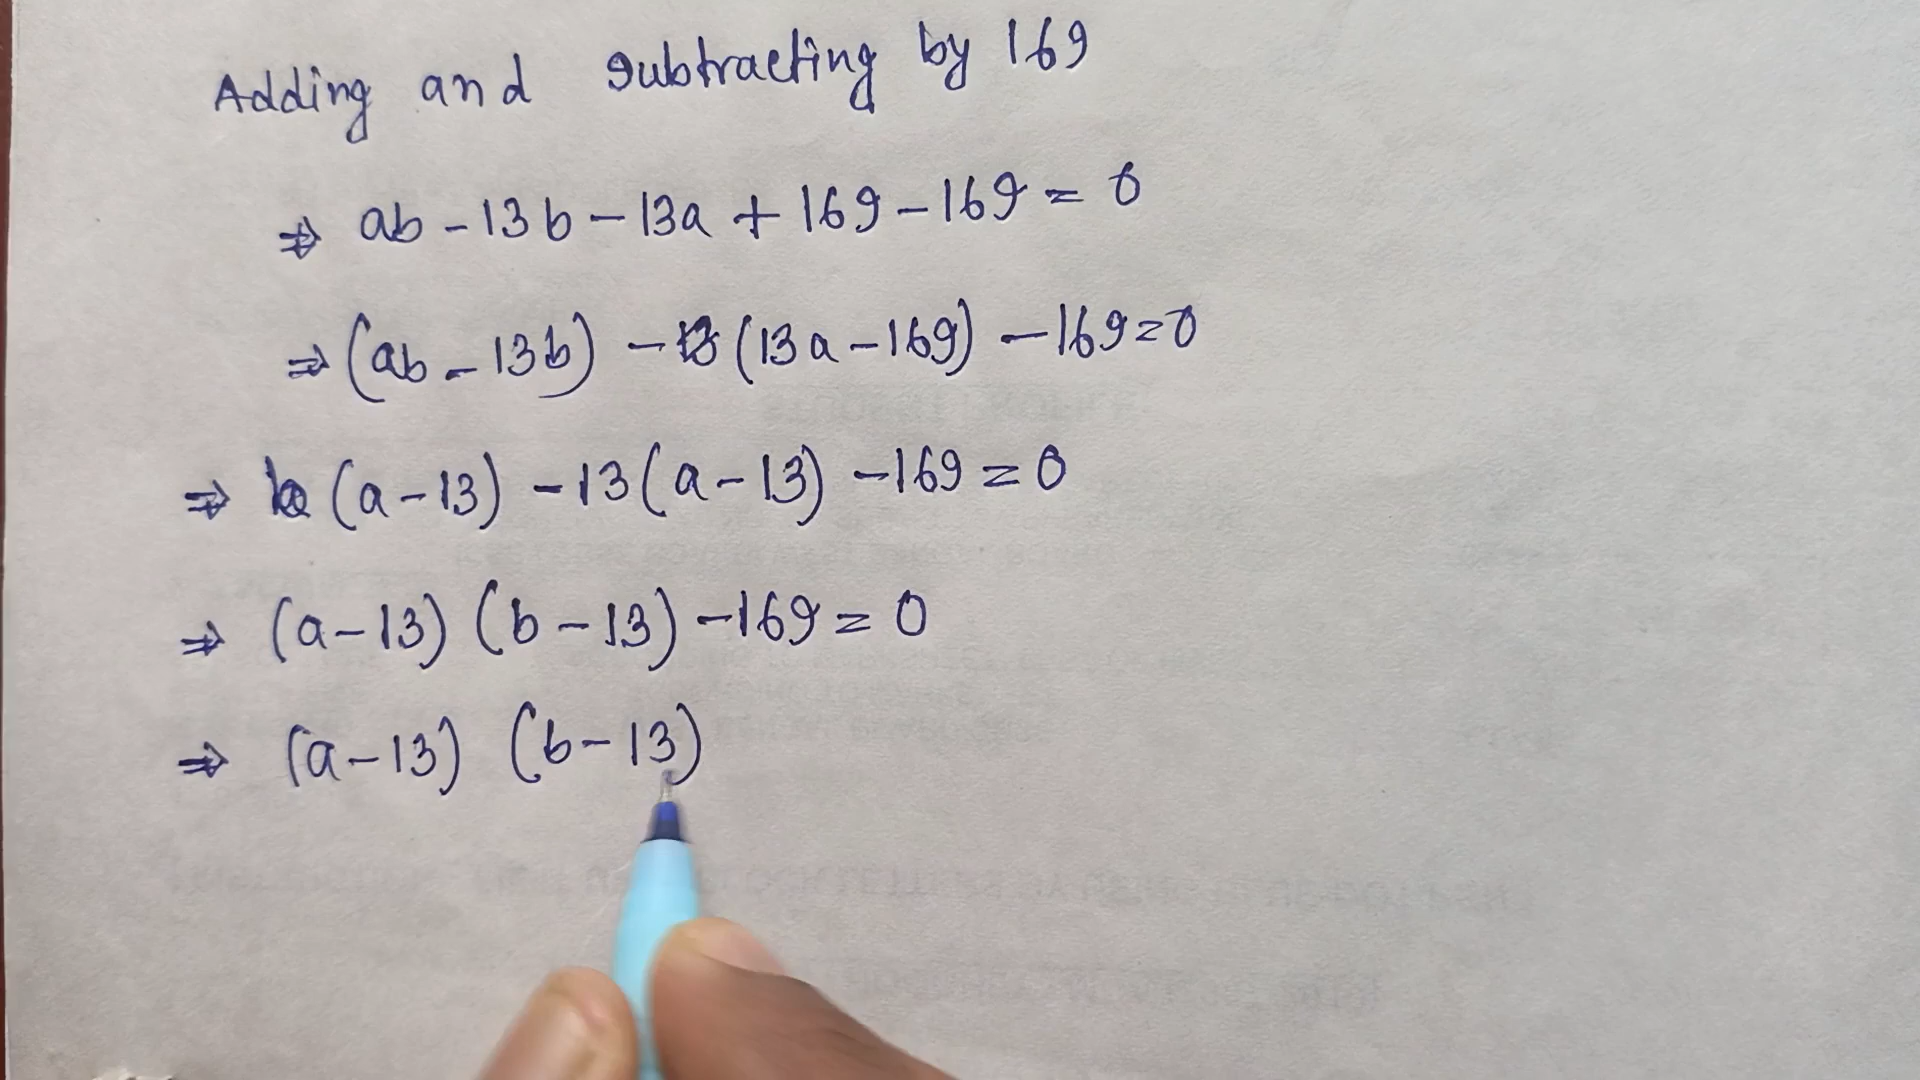 Adding and subtracting by 169
⇒ ab - 13b - 13a + 169 - 169 = 0
⇒ (ab - 13b) - (13a - 169) - 169 = 0
⇒ b (a - 13) - 13 (a - 13) - 169 = 0
⇒ (a - 13) (b - 13) - 169 = 0
⇒ (a - 13) (b - 13)